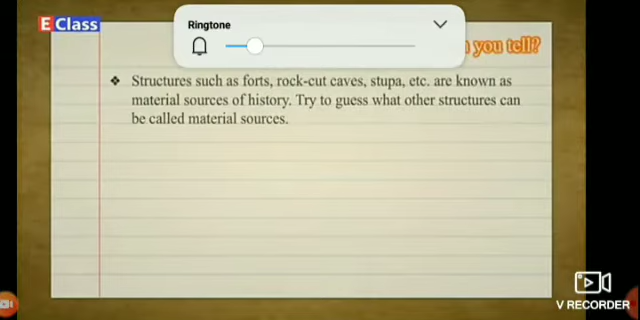 E Class
Ringtone
you tell?
❖ Structures such as forts, rock-cut caves, stupa, etc. are known as
material sources of history. Try to guess what other structures can
be called material sources.
V RECORDER